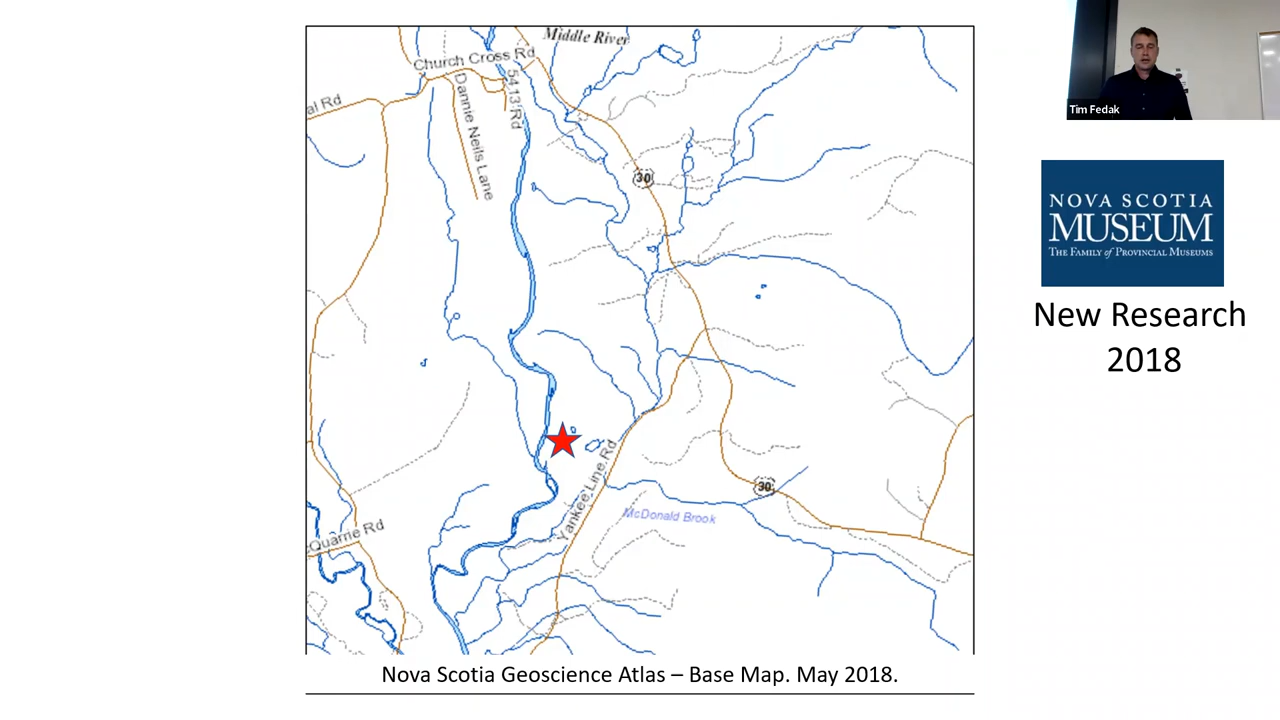 Middle River
Church Cross Rd
5413 Rd
Dannie Neils Lane
al Rd
30
Yankee Line Rd
30
McDonald Brook
cQuarrie Rd
Nova Scotia Geoscience Atlas – Base Map. May 2018.
Tim Fedak
NOVA SCOTIA
MUSEUM
THE FAMILY of PROVINCIAL MUSEUMS
New Research
2018